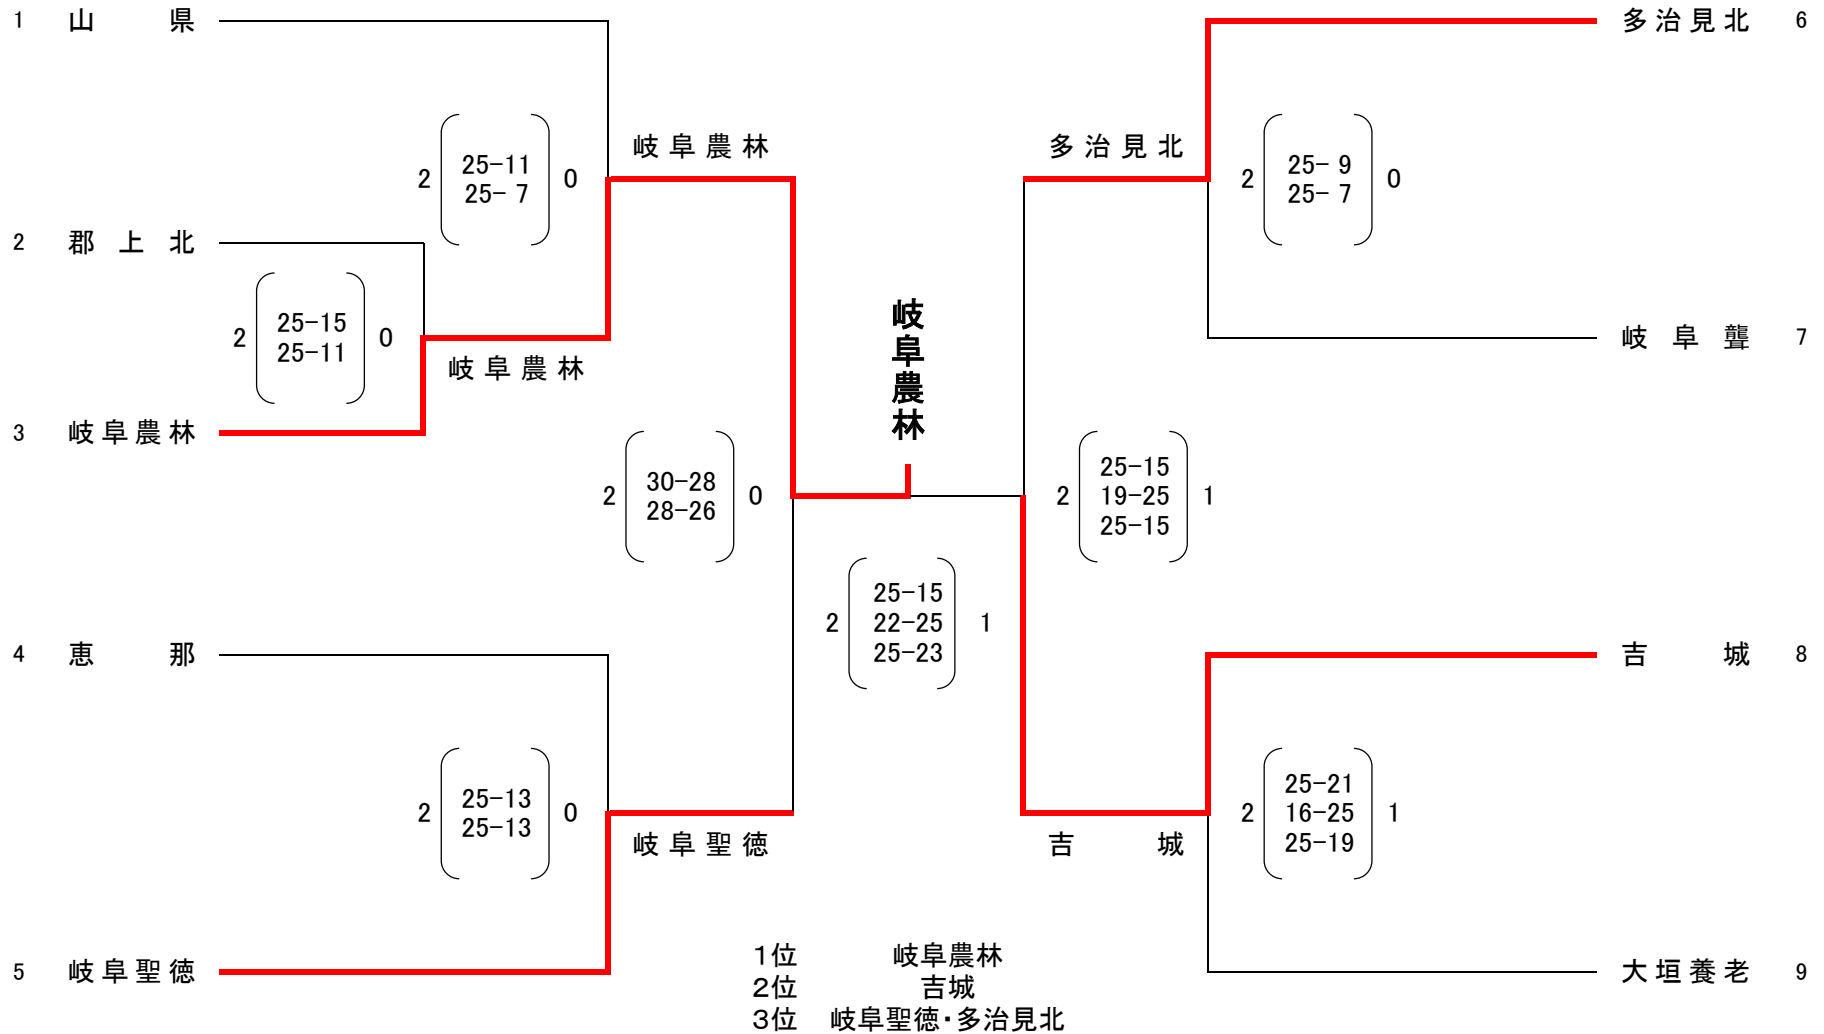 1 山県
多治見北 6
岐阜農林
多治見北
2 25-11 0
25- 7
2 25- 9 0
25- 7
2 郡上北
2 25-15 0
25-11
岐阜農林
岐阜農林
岐阜聾 7
3 岐阜農林
2 30-28 0
28-26
2 25-15 1
19-25
25-15
2 25-15 1
22-25
25-23
4 恵那
吉城 8
2 25-13 0
25-13
岐阜聖徳
吉城
2 25-21 1
16-25
25-19
5 岐阜聖徳
大垣養老 9
1位 岐阜農林
2位 吉城
3位 岐阜聖徳・多治見北